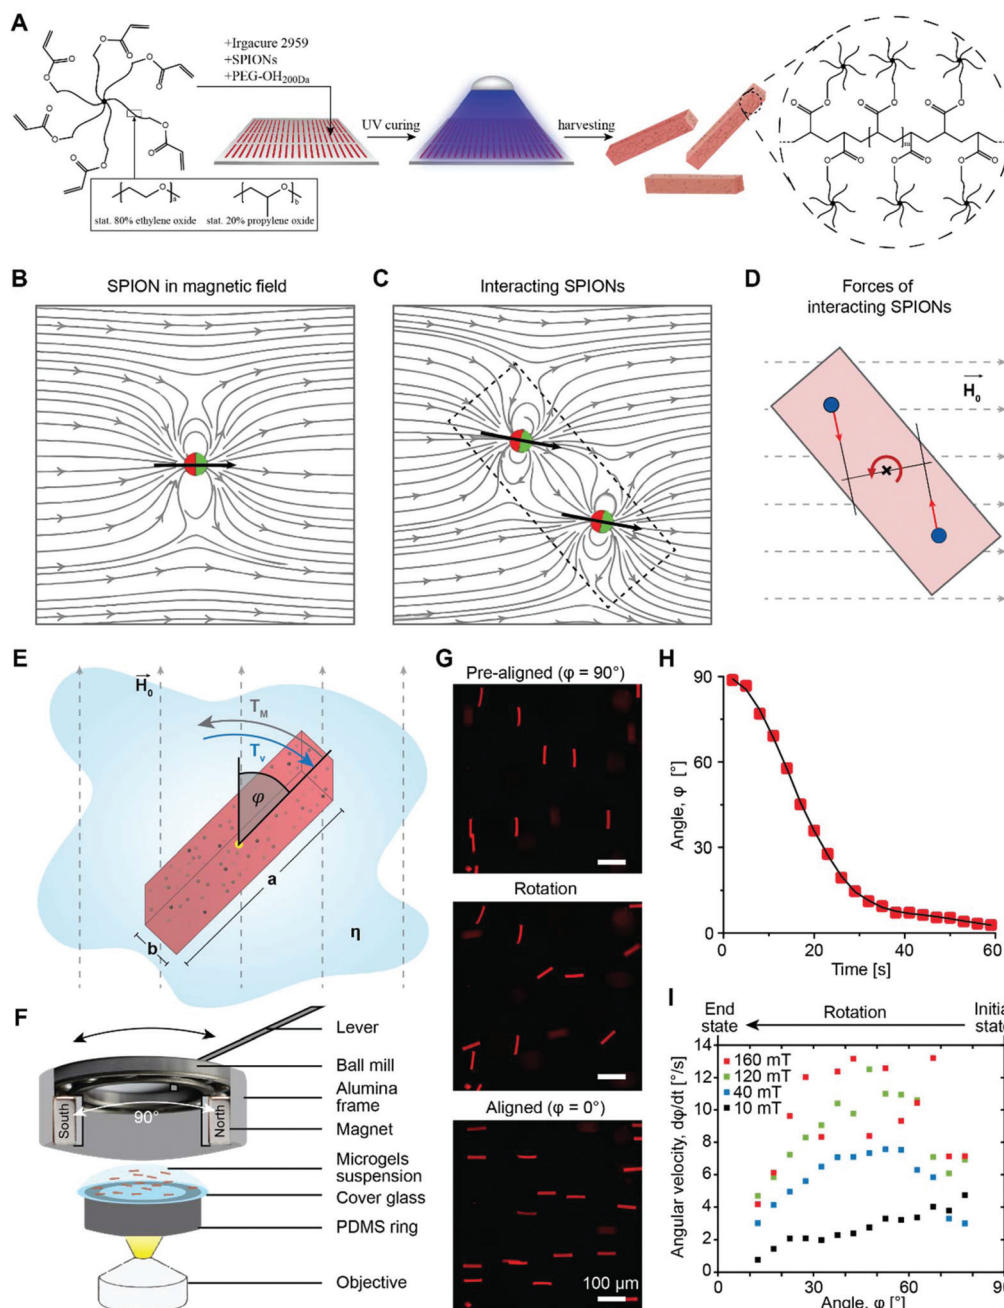 A
+Irgacure 2959
+SPIONs
+PEG-OH200Da
UV curing
harvesting
stat. 80% ethylene oxide
stat. 20% propylene oxide
B
SPION in magnetic field
C
Interacting SPIONs
D
Forces of
interacting SPIONs
H0
E
H0
TM
Tv
φ
a
b
η
F
Lever
Ball mill
Alumina
frame
Magnet
South
90°
North
Microgels
suspension
Cover glass
PDMS ring
Objective
G
Pre-aligned (φ = 90°)
Rotation
Aligned (φ = 0°)
100 µm
H
Angle, φ [°]
90
60
30
0
0 20 40 60
Time [s]
I
End
state
Rotation
Initia
state
Angular velocity, dφ/dt [°/s]
14
12
10
8
6
4
2
0
160 mT
120 mT
40 mT
10 mT
0 30 60 90
Angle, φ [°]